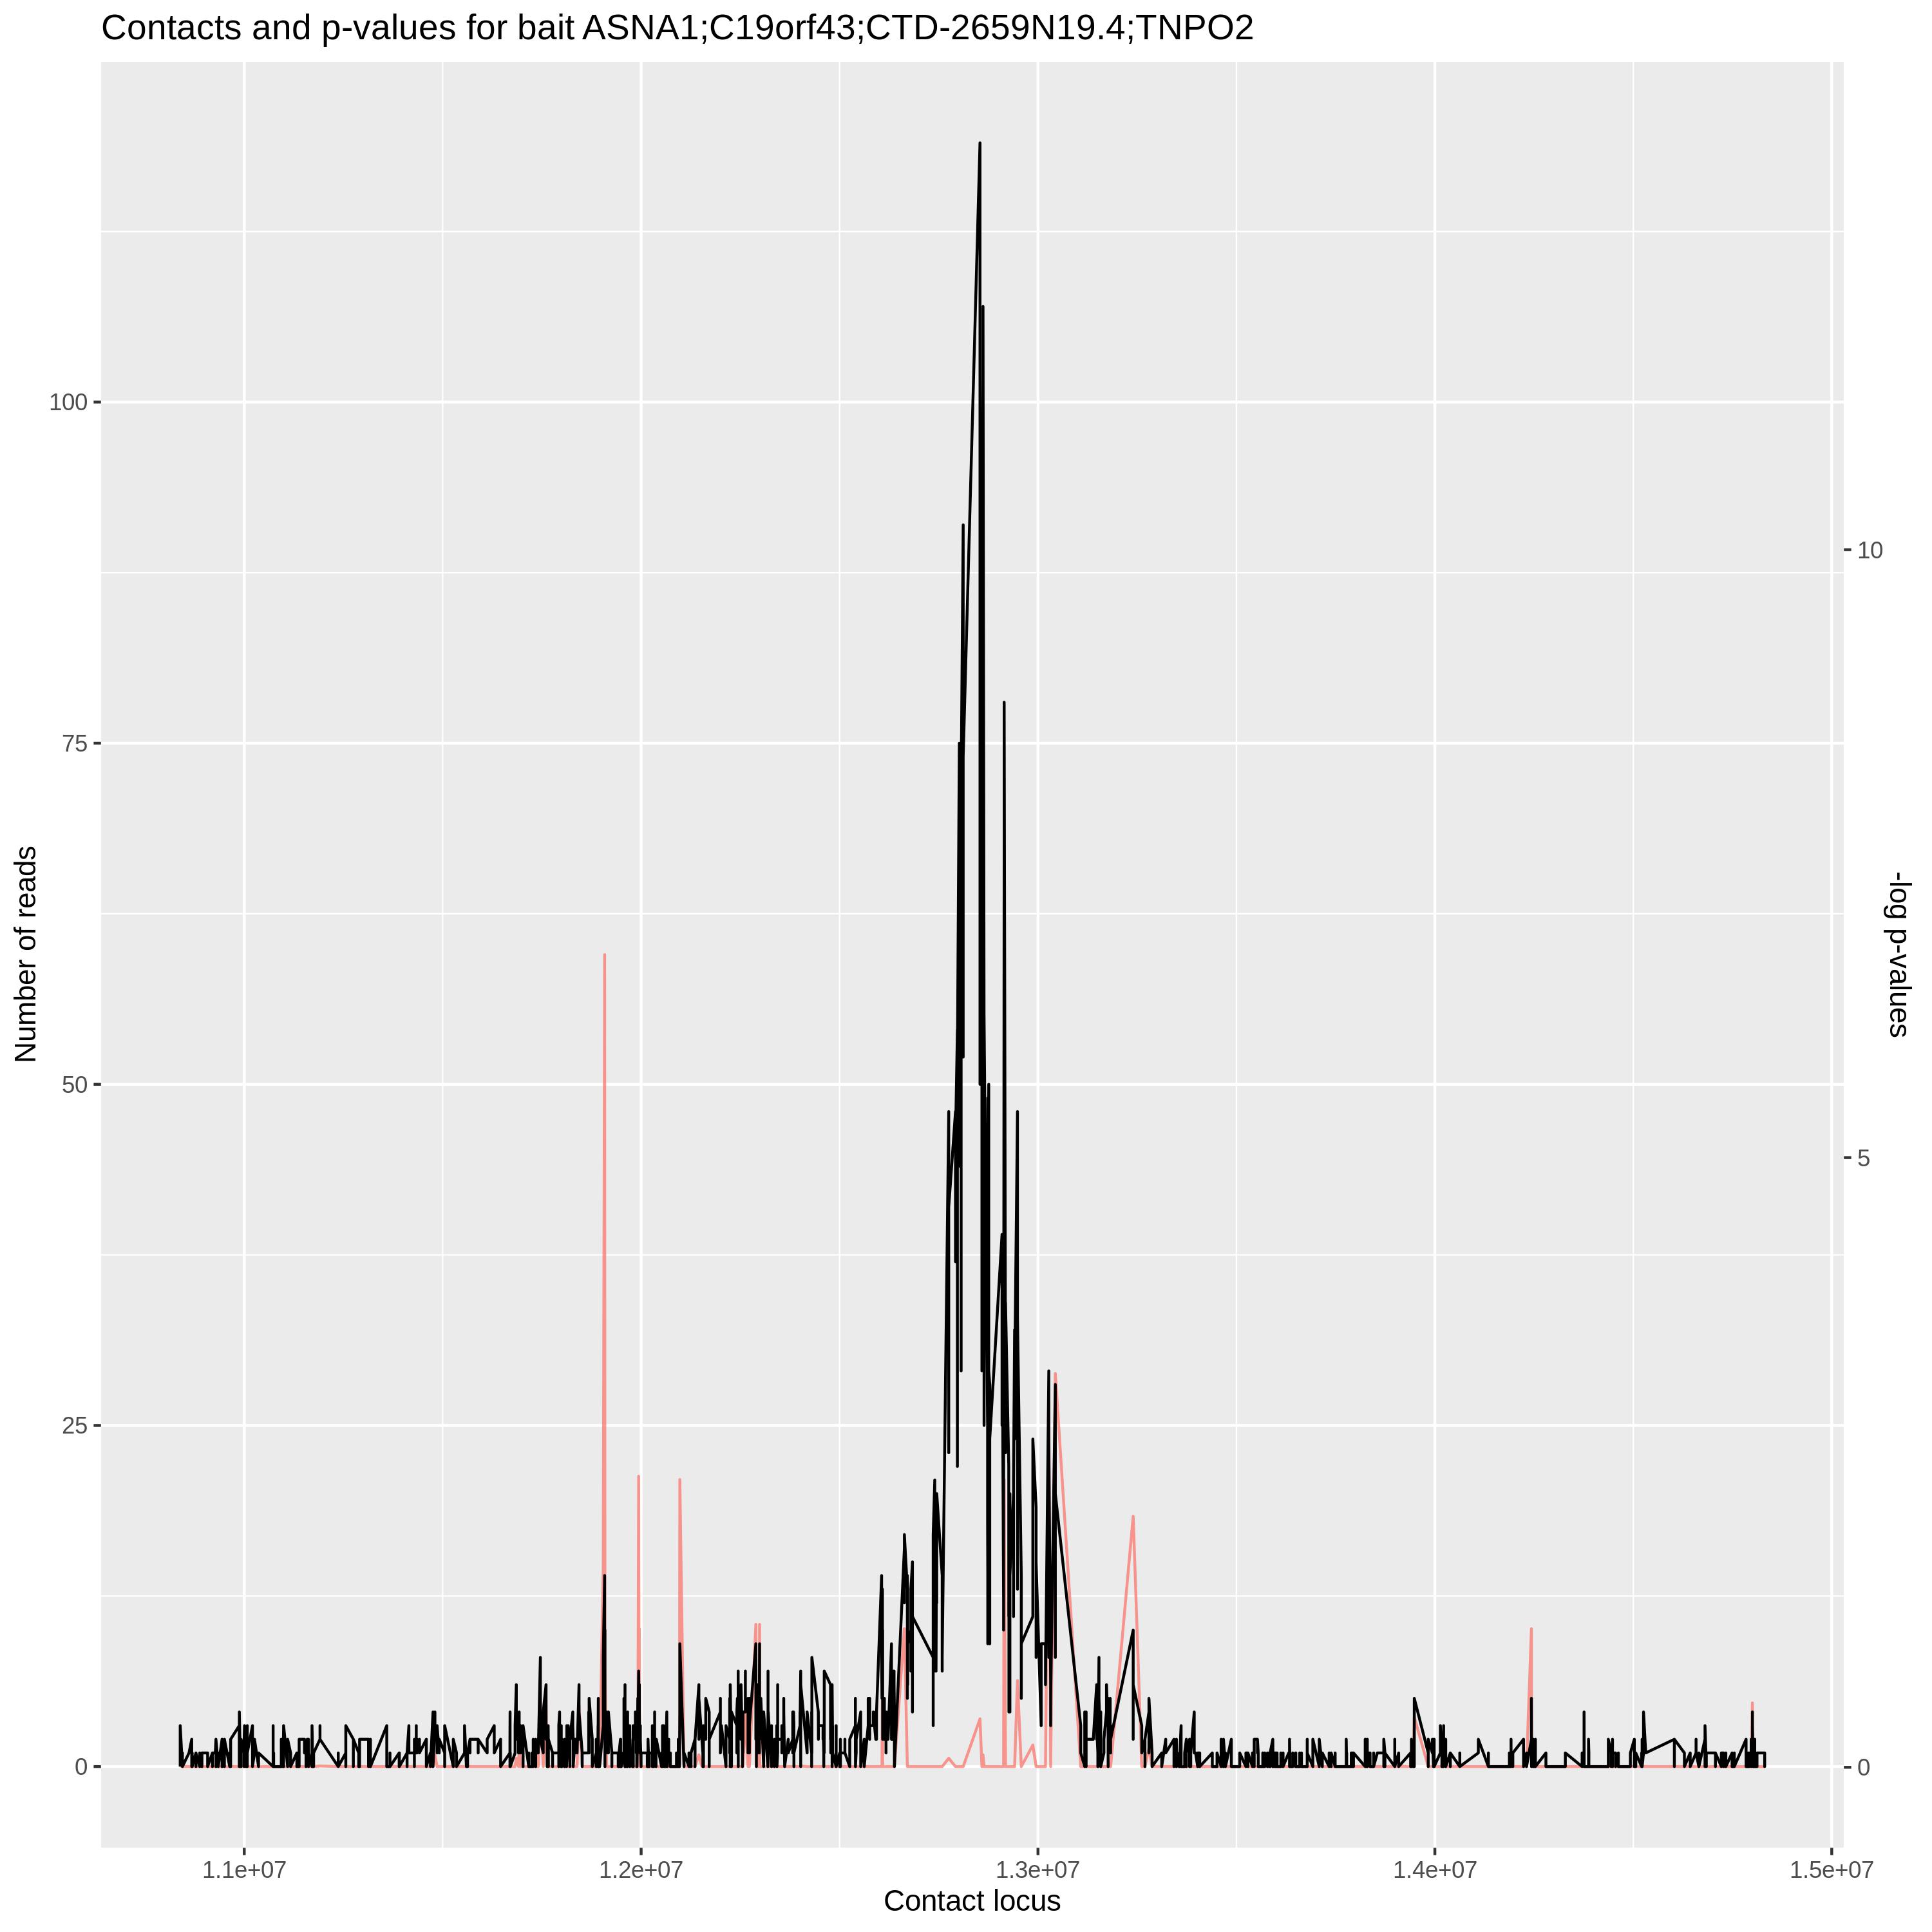 Contacts and p-values for bait ASNA1;C19orf43;CTD-2659N19.4;TNPO2
100
75
50
25
0
Number of reads
10
5
0
-log p-values
1.1e+07
1.2e+07
1.3e+07
1.4e+07
1.5e+07
Contact locus